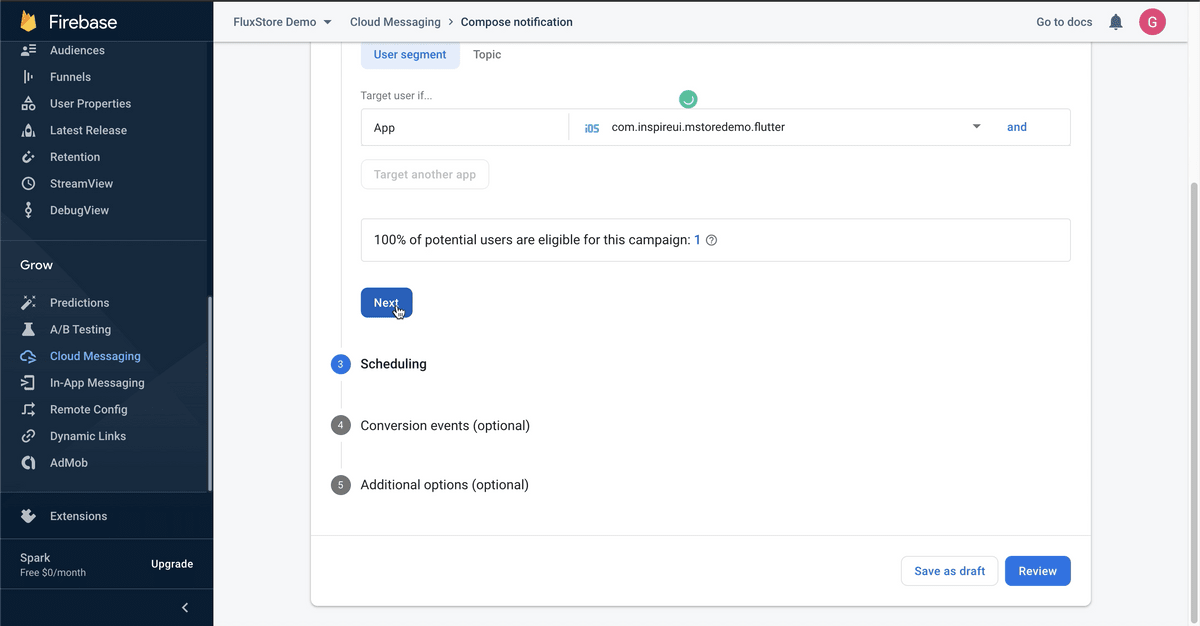 Firebase
FluxStore Demo
Cloud Messaging > Compose notification
Go to docs
G
Audiences
Funnels
User Properties
Latest Release
Retention
StreamView
DebugView
Grow
Predictions
A/B Testing
Cloud Messaging
In-App Messaging
Remote Config
Dynamic Links
AdMob
Extensions
Spark
Free $0/month
Upgrade
User segment
Topic
Target user if...
App
iOS com.inspireui.mstoredemo.flutter
and
Target another app
100% of potential users are eligible for this campaign: 1
Next
3 Scheduling
4 Conversion events (optional)
5 Additional options (optional)
Save as draft
Review